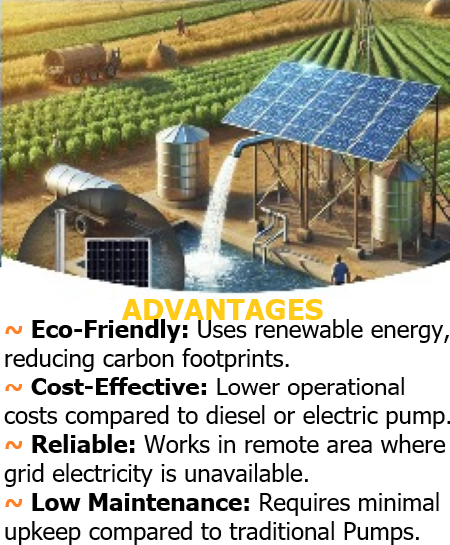 ADVANTAGES
~ Eco-Friendly: Uses renewable energy,
reducing carbon footprints.
~ Cost-Effective: Lower operational
costs compared to diesel or electric pump.
~ Reliable: Works in remote area where
grid electricity is unavailable.
~ Low Maintenance: Requires minimal
upkeep compared to traditional Pumps.